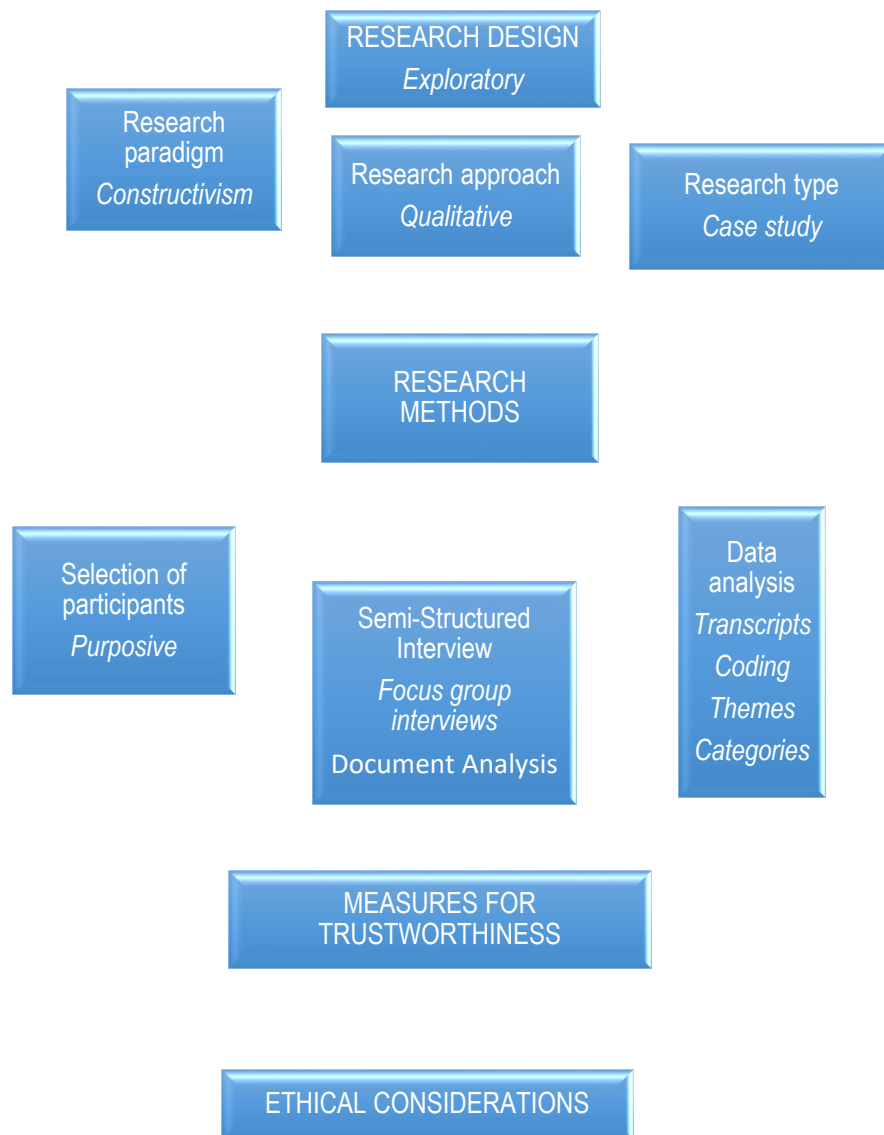 RESEARCH DESIGN
Exploratory
Research
paradigm
Constructivism
Research approach
Qualitative
Research type
Case study
RESEARCH
METHODS
Selection of
participants
Purposive
Semi-Structured
Interview
Focus group
interviews
Document Analysis
Data
analysis
Transcripts
Coding
Themes
Categories
MEASURES FOR
TRUSTWORTHINESS
ETHICAL CONSIDERATIONS